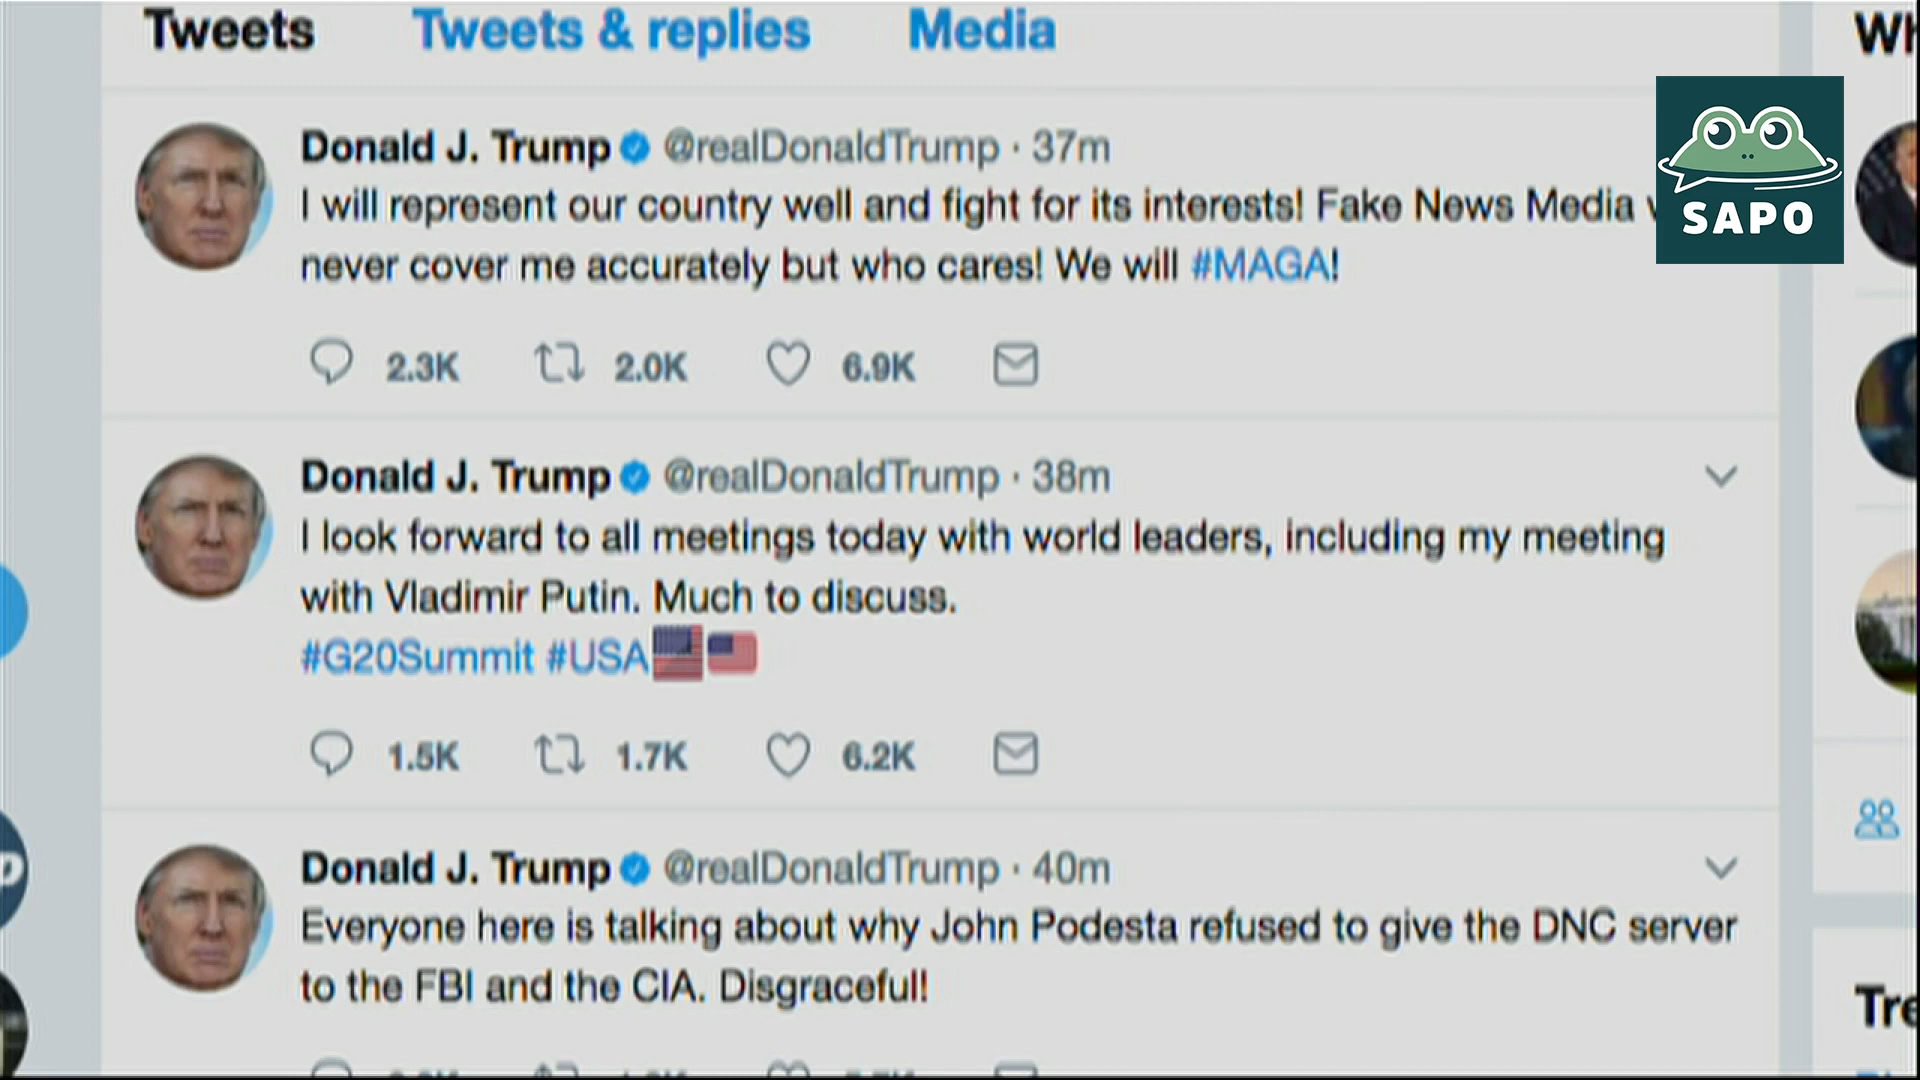 Tweets Tweets & replies Media
SAPO
Donald J. Trump @realDonaldTrump · 37m
I will represent our country well and fight for its interests! Fake News Media
never cover me accurately but who cares! We will #MAGA!
2.3K 2.0K 6.9K
Donald J. Trump @realDonaldTrump · 38m
I look forward to all meetings today with world leaders, including my meeting
with Vladimir Putin. Much to discuss.
#G20Summit #USA
1.5K 1.7K 6.2K
Donald J. Trump @realDonaldTrump · 40m
Everyone here is talking about why John Podesta refused to give the DNC server
to the FBI and the CIA. Disgraceful!